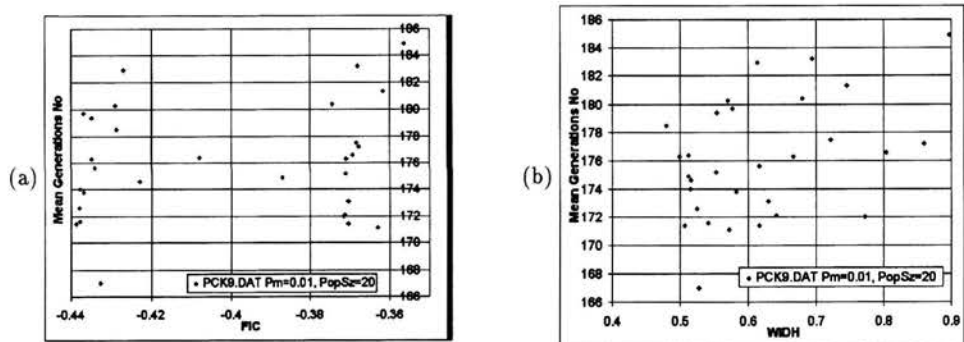 (a)
Mean Generations No
186
184
182
180
178
176
174
172
170
168
166
PCK9.DAT Pm=0.01, PopSz=20
-0.44 -0.42 -0.4 -0.38 -0.36
FIC
(b)
Mean Generations No
186
184
182
180
178
176
174
172
170
168
166
PCK9.DAT Pm=0.01, PopSz=20
0.4 0.5 0.6 0.7 0.8 0.9
WIDH